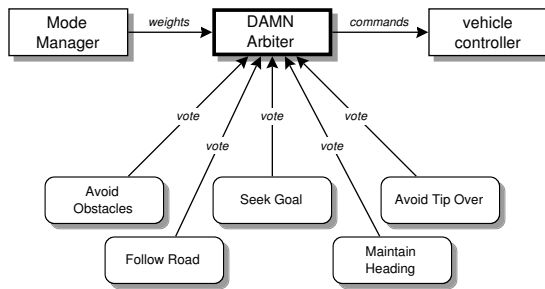 Mode
Manager
weights
DAMN
Arbiter
commands
vehicle
controller
vote
vote
vote
vote
vote
Avoid
Obstacles
Seek Goal
Avoid Tip Over
Follow Road
Maintain
Heading